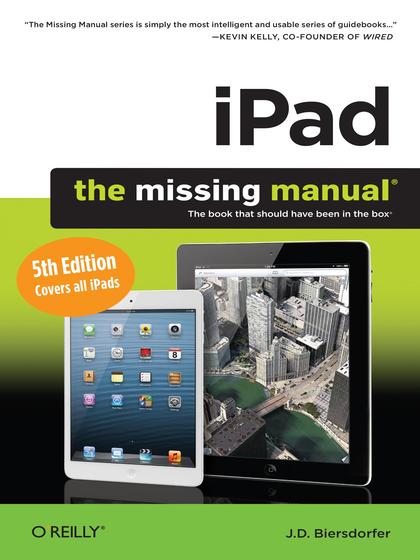 “The Missing Manual series is simply the most intelligent and usable series of guidebooks...”
—KEVIN KELLY, CO-FOUNDER OF WIRED
iPad
the missing manual®
The book that should have been in the box®
5th Edition
Covers all iPads
8
O'REILLY®
J.D. Biersdorfer